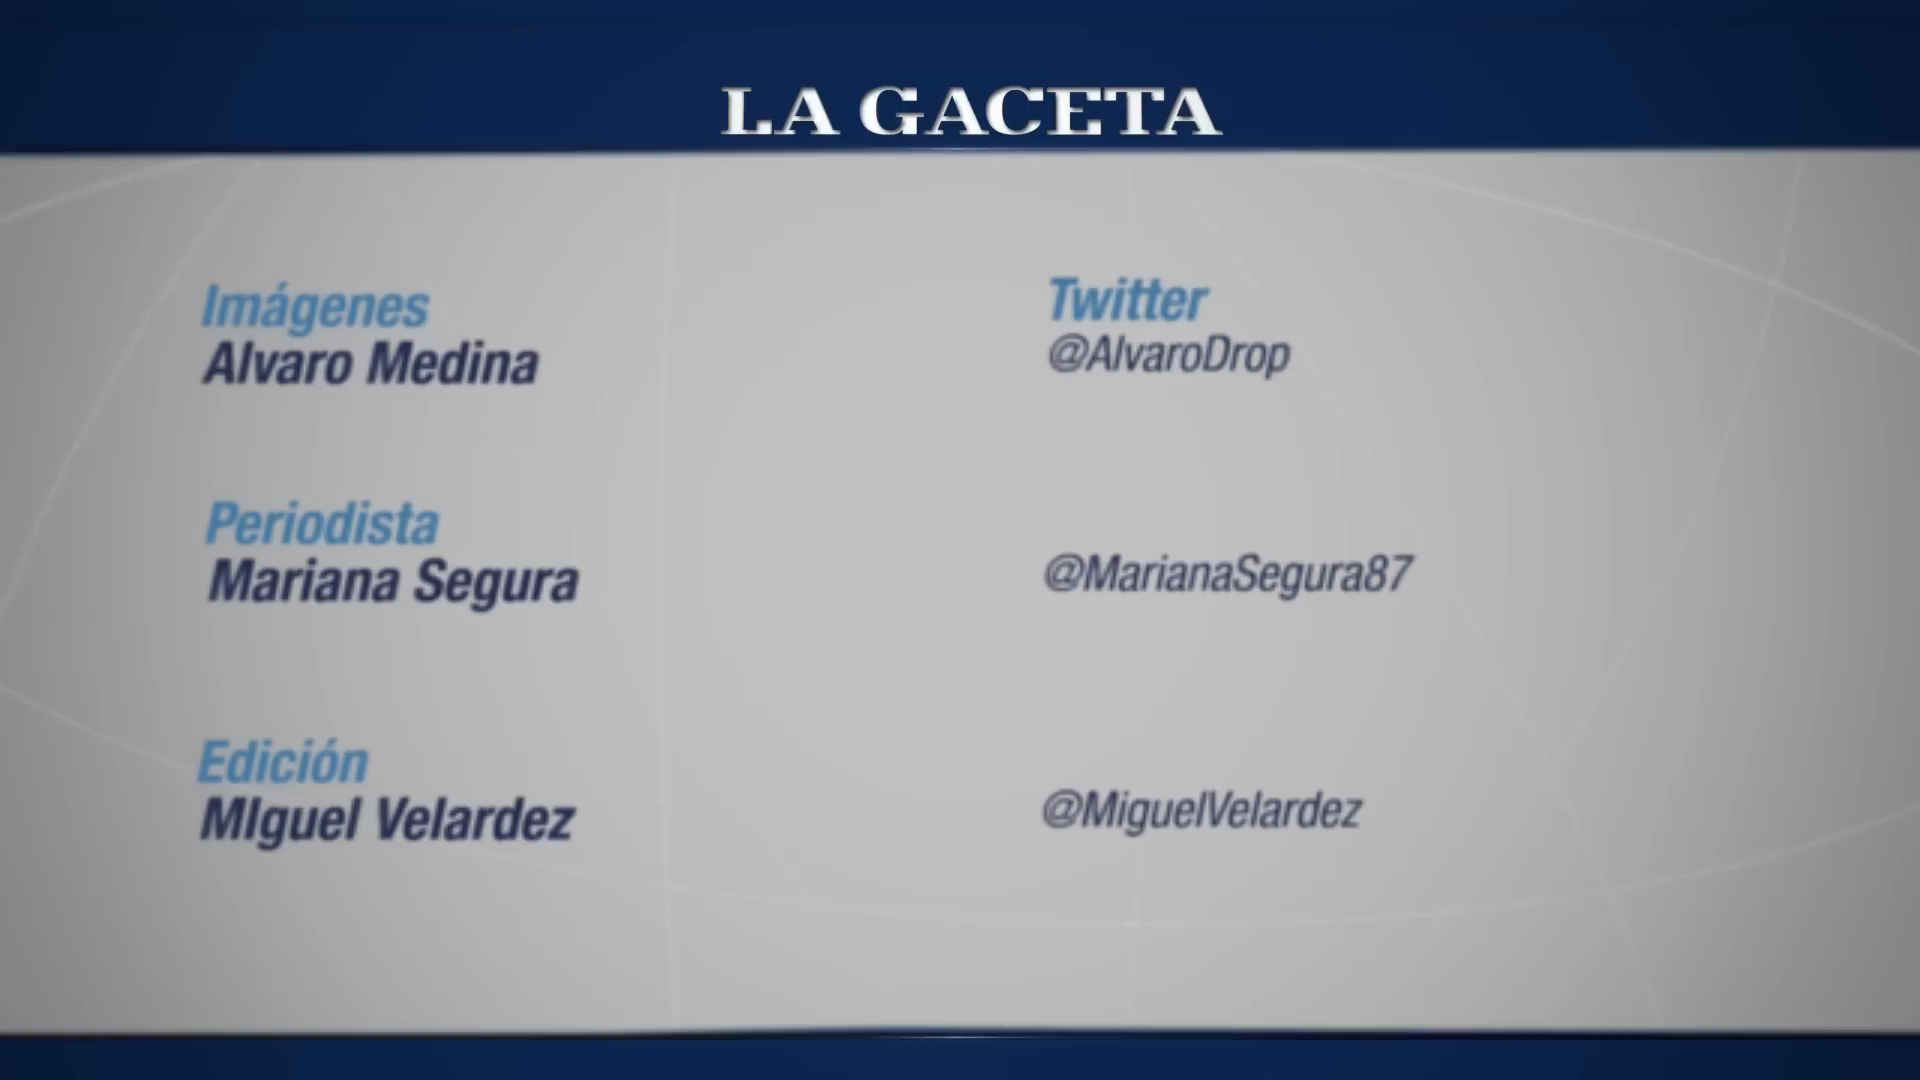 LA GACETA
Imágenes
Alvaro Medina
Twitter
@AlvaroDrop
Periodista
Mariana Segura
@MarianaSegura87
Edición
MIguel Velardez
@MiguelVelardez